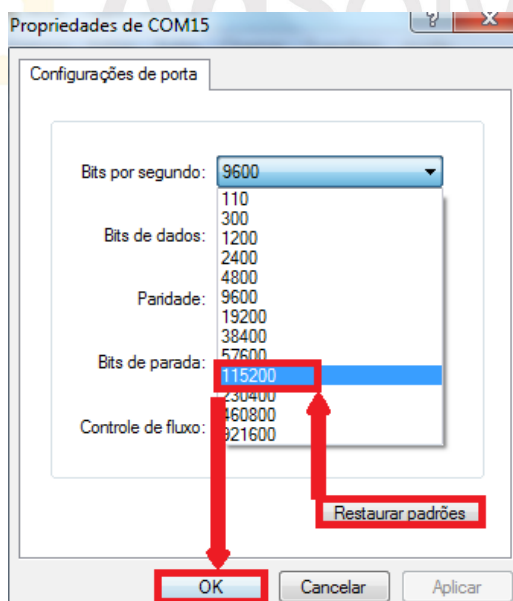 Propriedades de COM15
Configurações de porta
Bits por segundo: 9600
110
300
Bits de dados: 1200
2400
4800
Paridade: 9600
19200
38400
Bits de parada: 57600
115200
230400
Controle de fluxo: 460800
921600
Restaurar padrões
OK Cancelar Aplicar